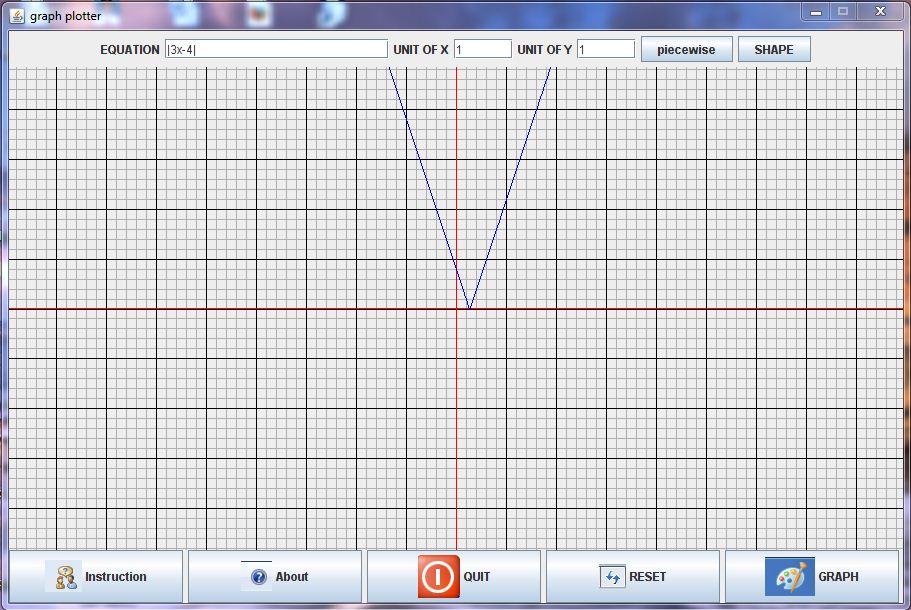 graph plotter
EQUATION |3x-4| UNIT OF X 1 UNIT OF Y 1 piecewise SHAPE
Instruction About QUIT RESET GRAPH